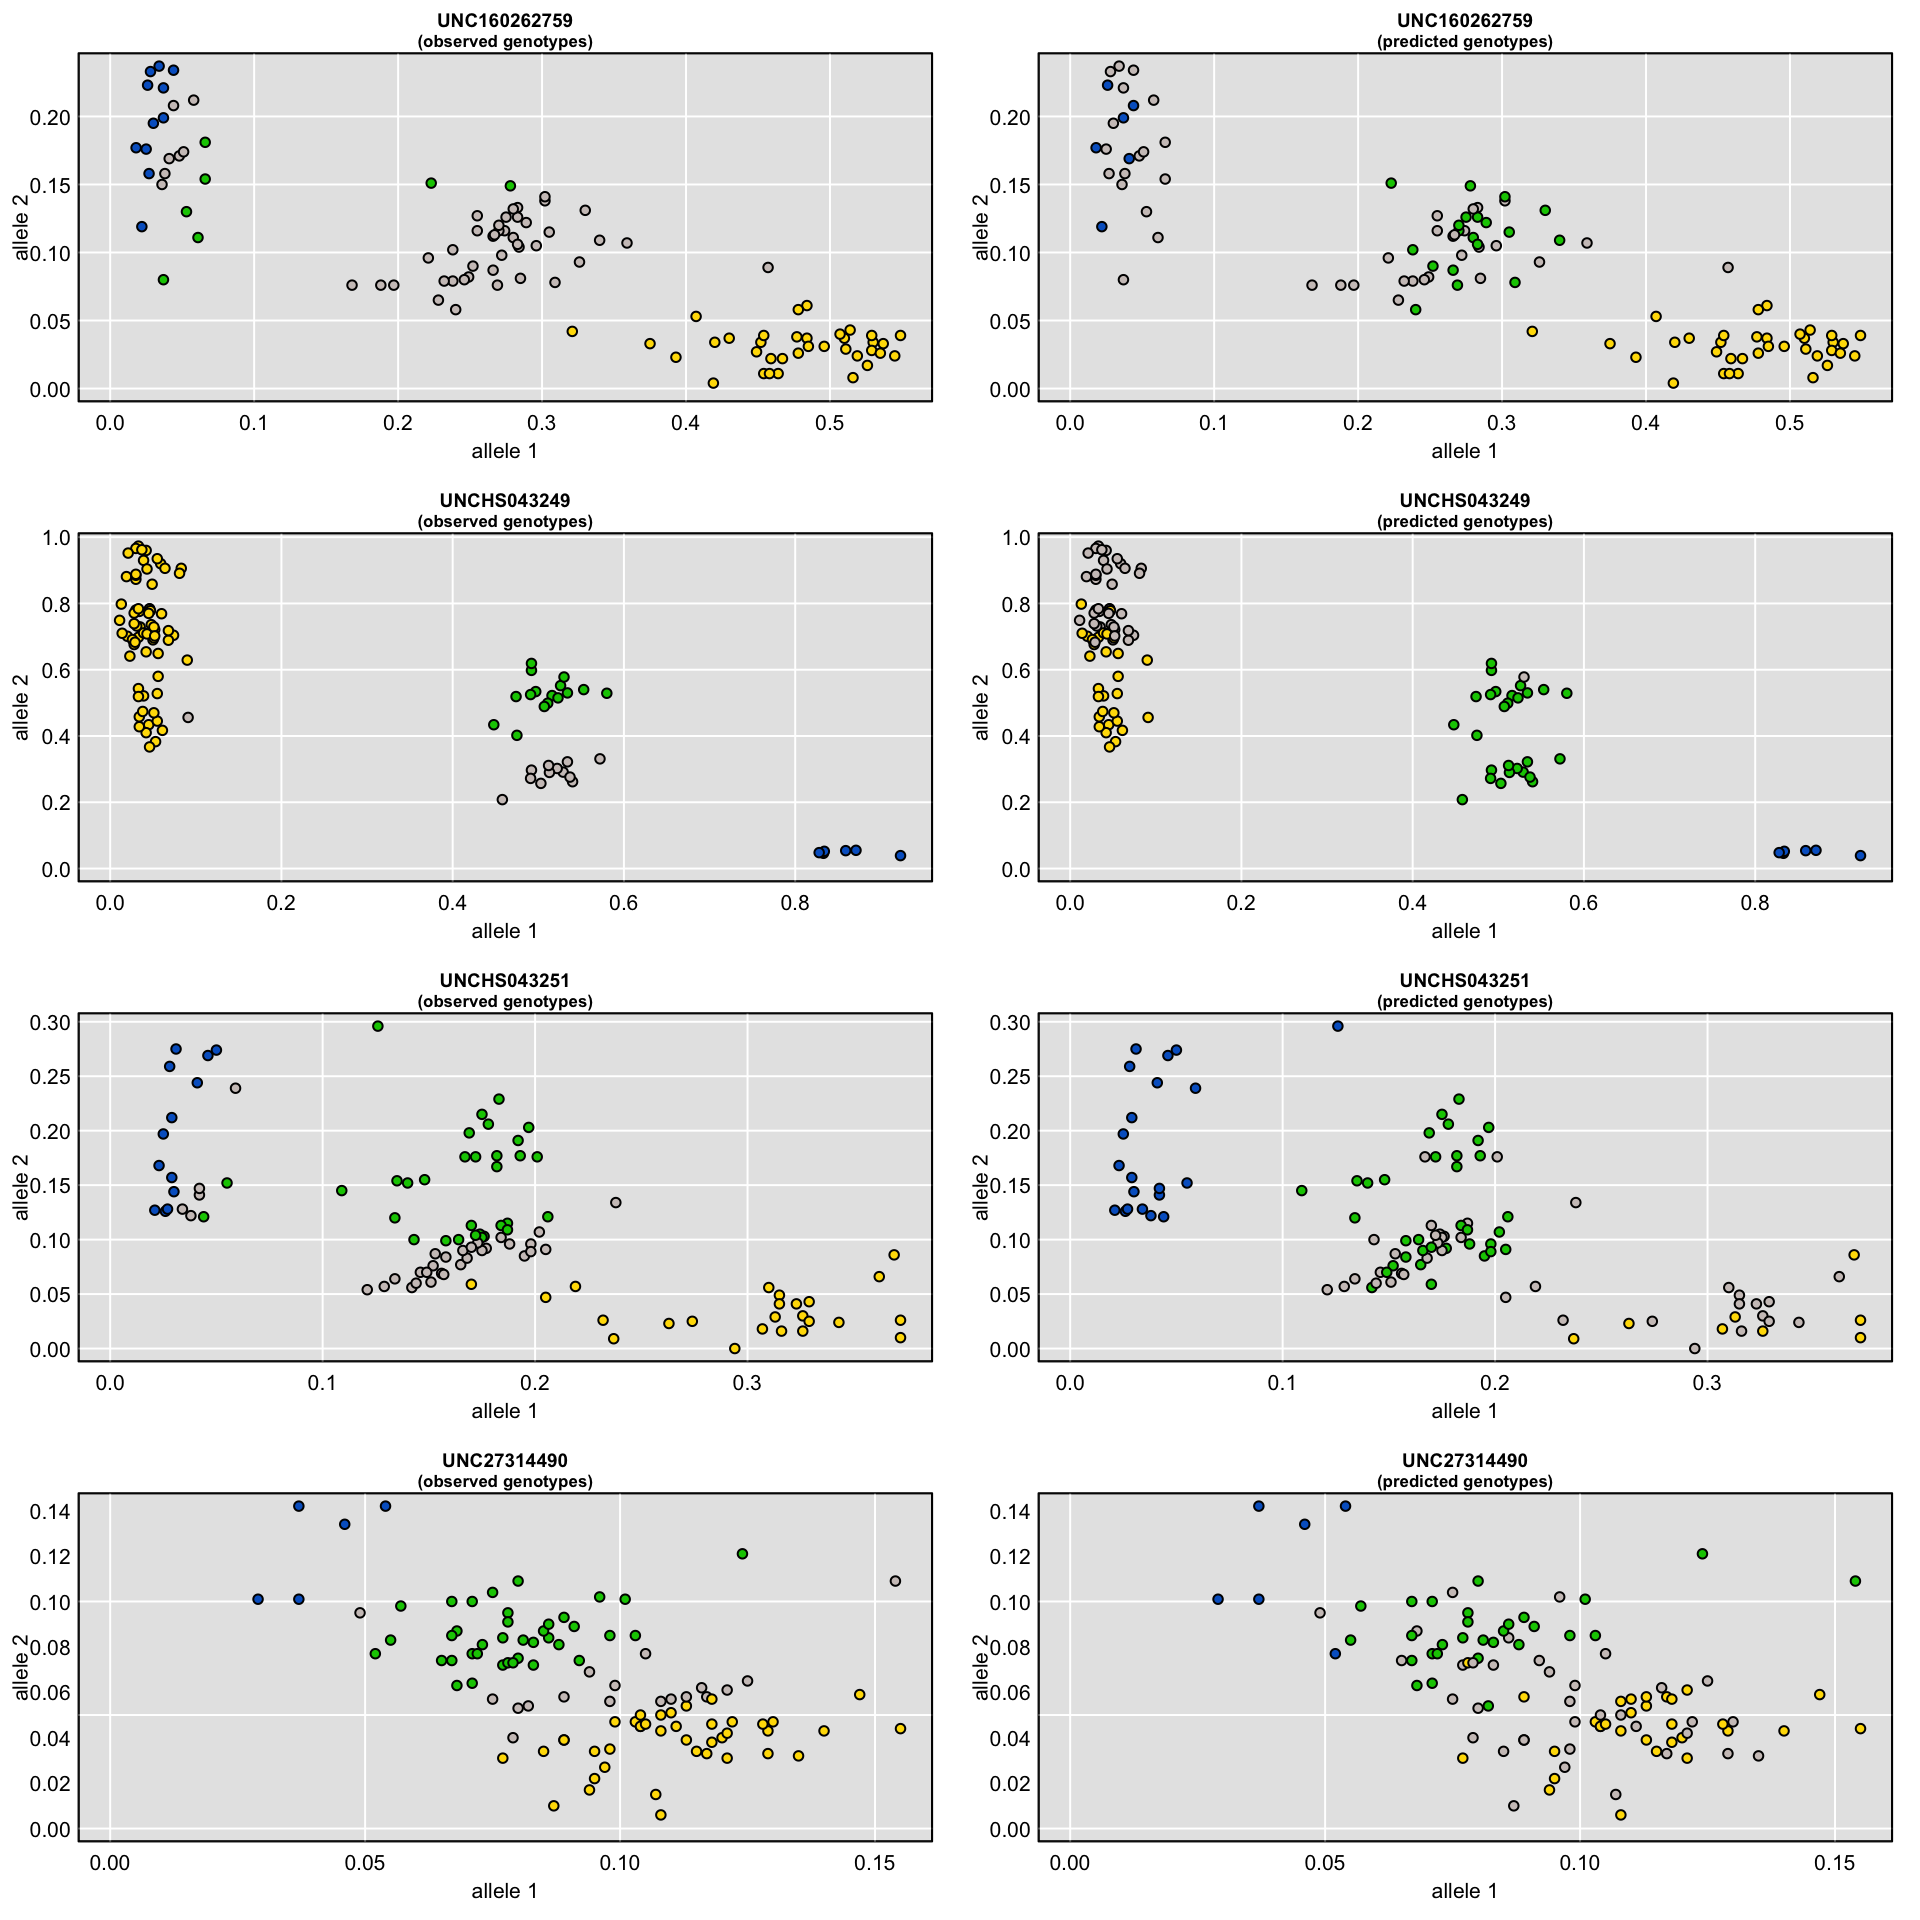 UNC160262759
(observed genotypes)
allele 2
0.20
0.15
0.10
0.05
0.00
0.0 0.1 0.2 0.3 0.4 0.5
allele 1
UNC160262759
(predicted genotypes)
allele 2
0.20
0.15
0.10
0.05
0.00
0.0 0.1 0.2 0.3 0.4 0.5
allele 1
UNCHS043249
(observed genotypes)
allele 2
1.0
0.8
0.6
0.4
0.2
0.0
0.0 0.2 0.4 0.6 0.8
allele 1
UNCHS043249
(predicted genotypes)
allele 2
1.0
0.8
0.6
0.4
0.2
0.0
0.0 0.2 0.4 0.6 0.8
allele 1
UNCHS043251
(observed genotypes)
allele 2
0.30
0.25
0.20
0.15
0.10
0.05
0.00
0.0 0.1 0.2 0.3
allele 1
UNCHS043251
(predicted genotypes)
allele 2
0.30
0.25
0.20
0.15
0.10
0.05
0.00
0.0 0.1 0.2 0.3
allele 1
UNC27314490
(observed genotypes)
allele 2
0.14
0.12
0.10
0.08
0.06
0.04
0.02
0.00
0.00 0.05 0.10 0.15
allele 1
UNC27314490
(predicted genotypes)
allele 2
0.14
0.12
0.10
0.08
0.06
0.04
0.02
0.00
0.00 0.05 0.10 0.15
allele 1